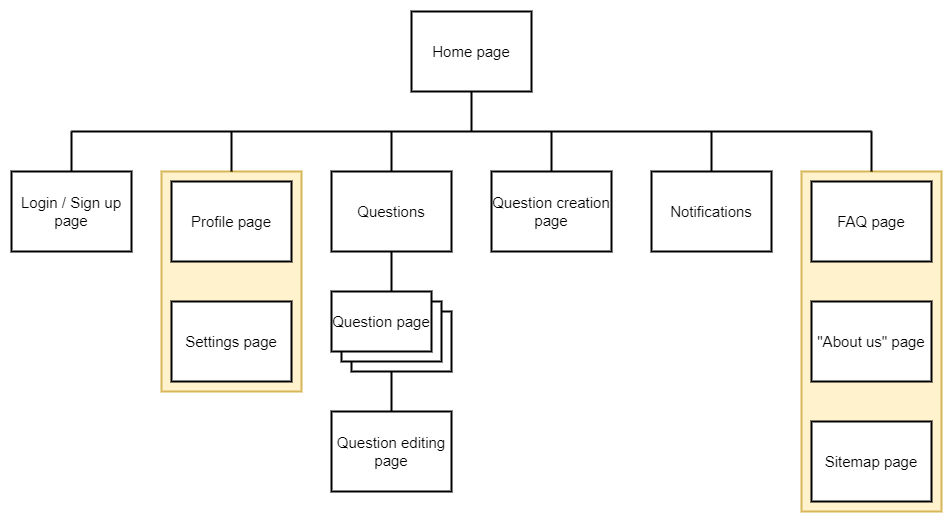 Home page
Login / Sign up
page
Profile page
Questions
Question creation
page
Notifications
FAQ page
Question page
Settings page
"About us" page
Question editing
page
Sitemap page